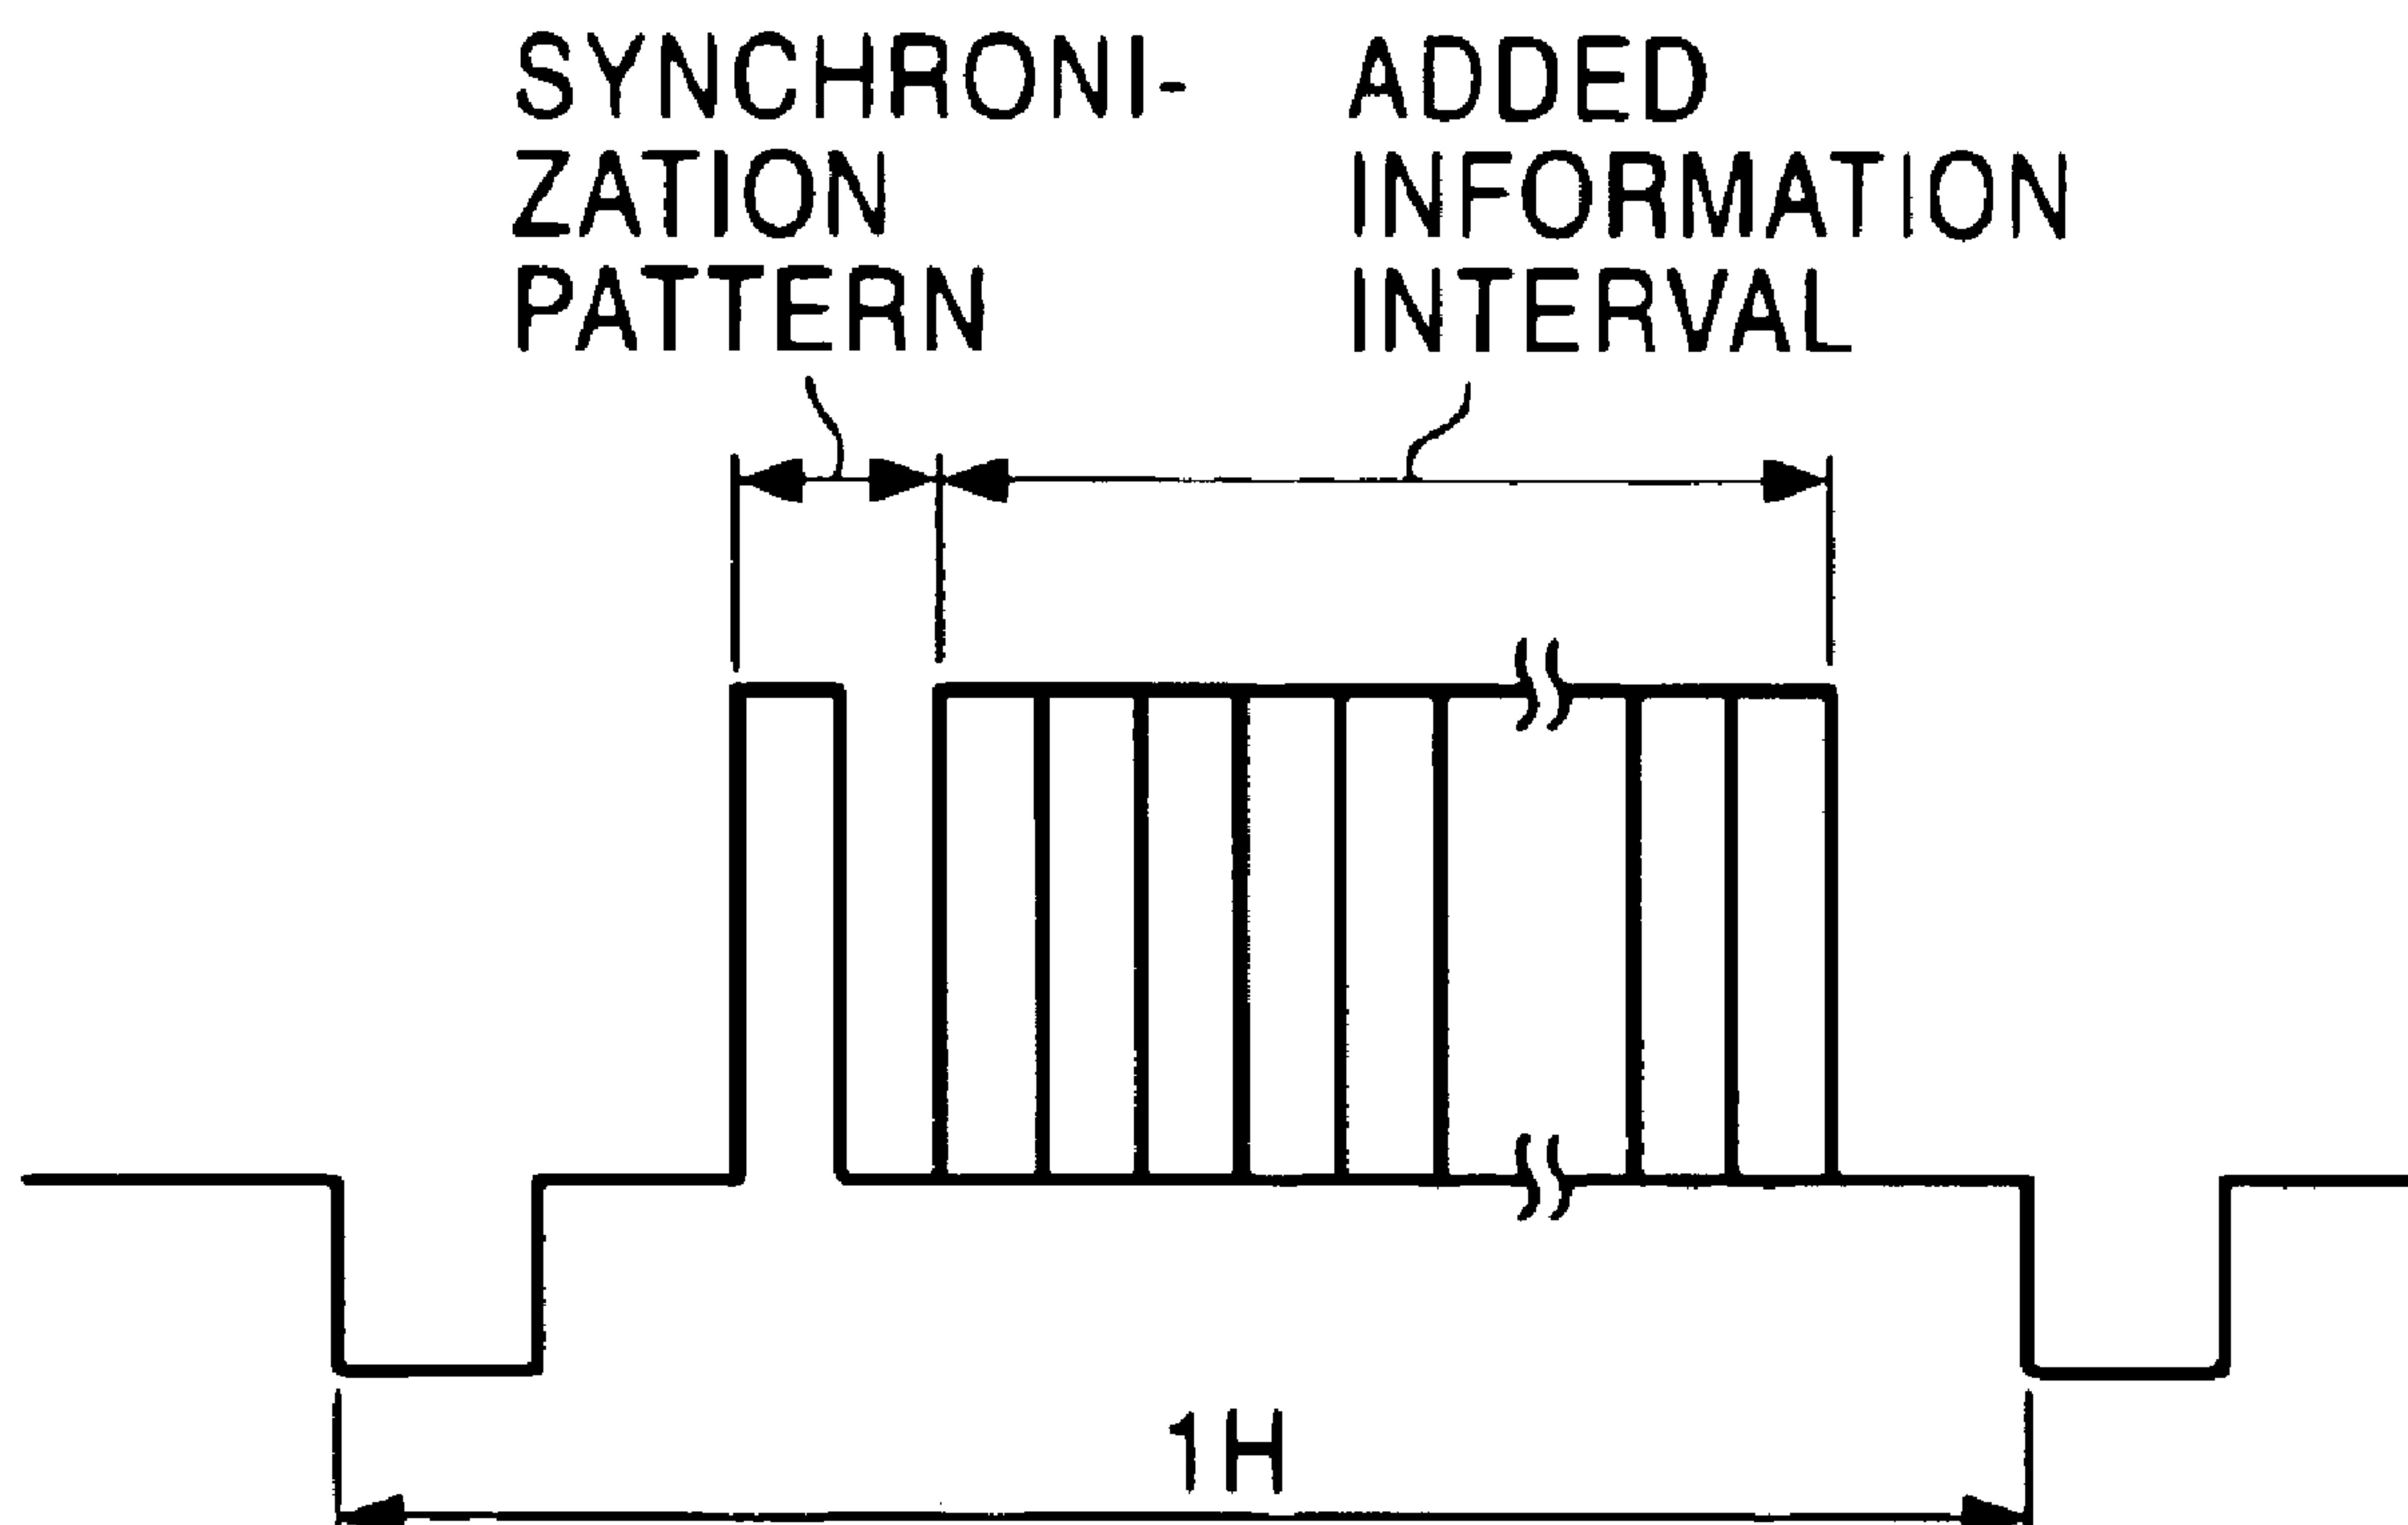 SYNCHRONI-
ZATION
PATTERN
ADDED
INFORMATION
INTERVAL
1H